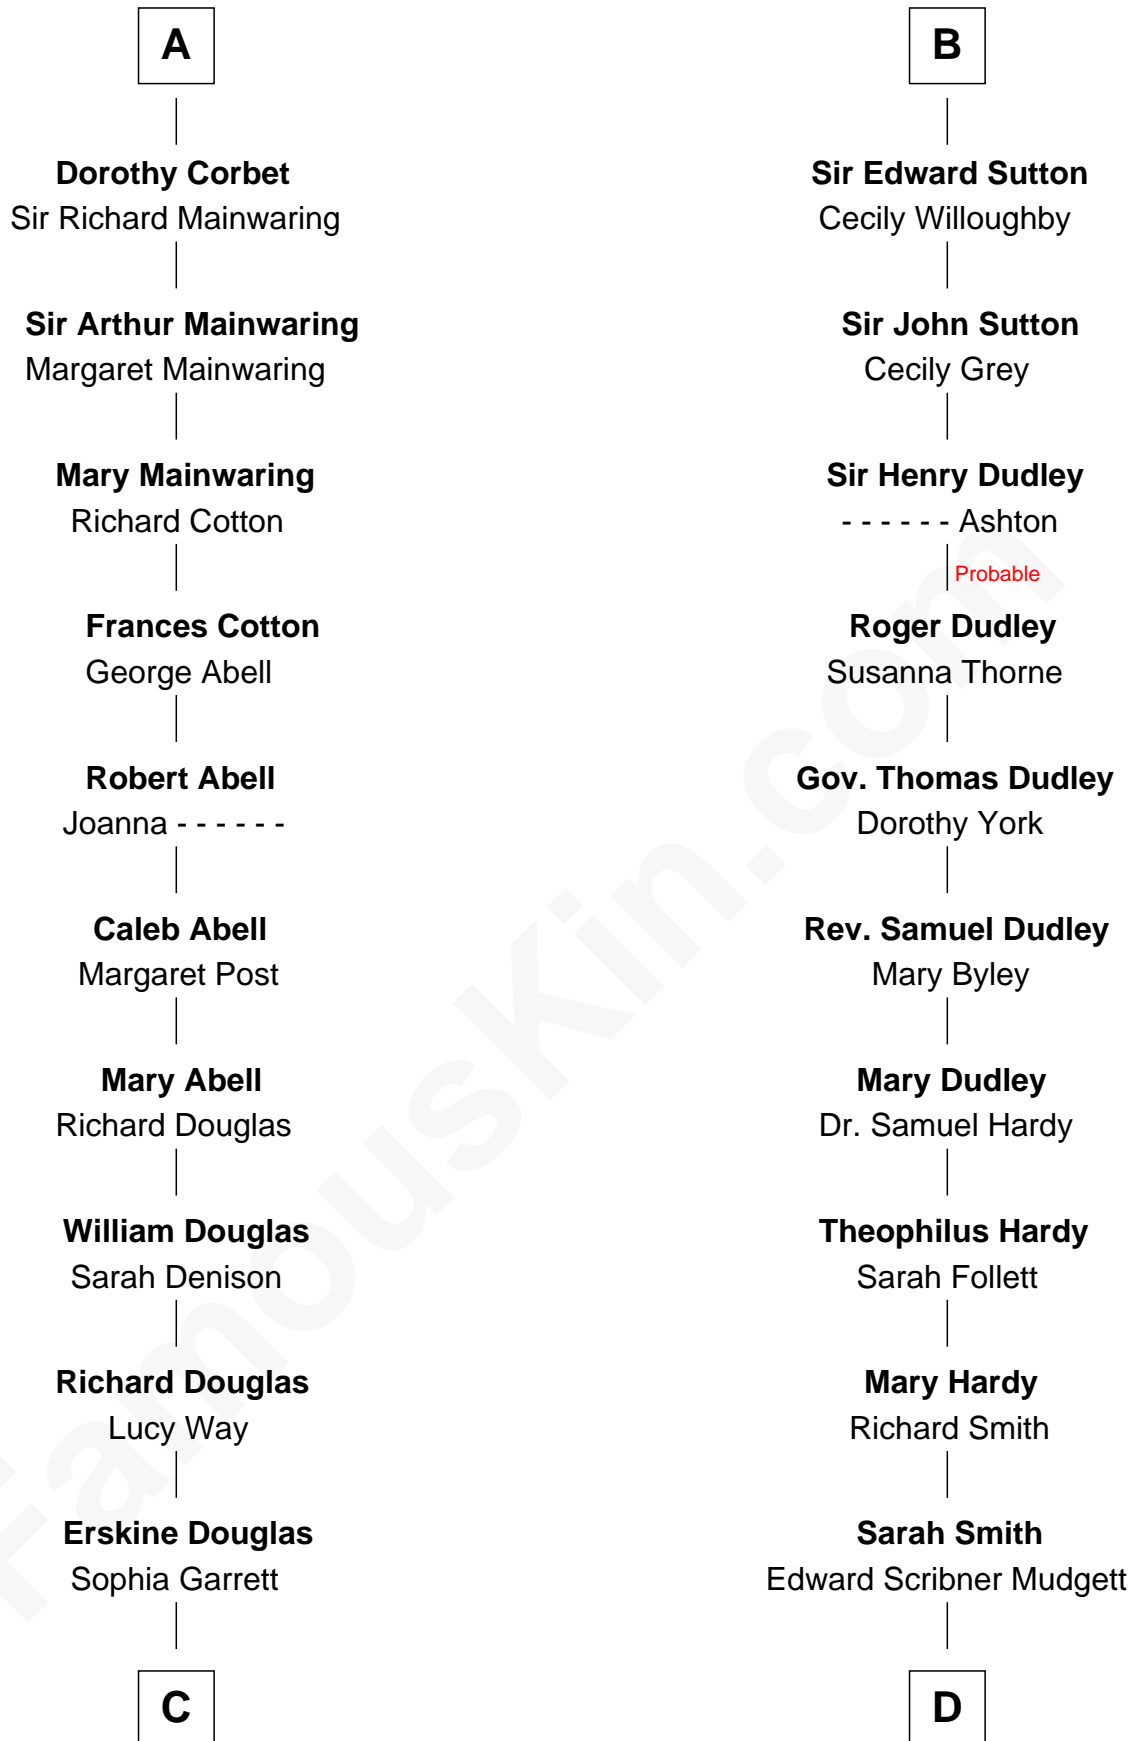 A
Dorothy Corbet
Sir Richard Mainwaring
Sir Arthur Mainwaring
Margaret Mainwaring
Mary Mainwaring
Richard Cotton
Frances Cotton
George Abell
Robert Abell
Joanna - - - - - -
Caleb Abell
Margaret Post
Mary Abell
Richard Douglas
William Douglas
Sarah Denison
Richard Douglas
Lucy Way
Erskine Douglas
Sophia Garrett
C
B
Sir Edward Sutton
Cecily Willoughby
Sir John Sutton
Cecily Grey
Sir Henry Dudley
- - - - - - Ashton
Probable
Roger Dudley
Susanna Thorne
Gov. Thomas Dudley
Dorothy York
Rev. Samuel Dudley
Mary Byley
Mary Dudley
Dr. Samuel Hardy
Theophilus Hardy
Sarah Follett
Mary Hardy
Richard Smith
Sarah Smith
Edward Scribner Mudgett
D
FamousKin.com